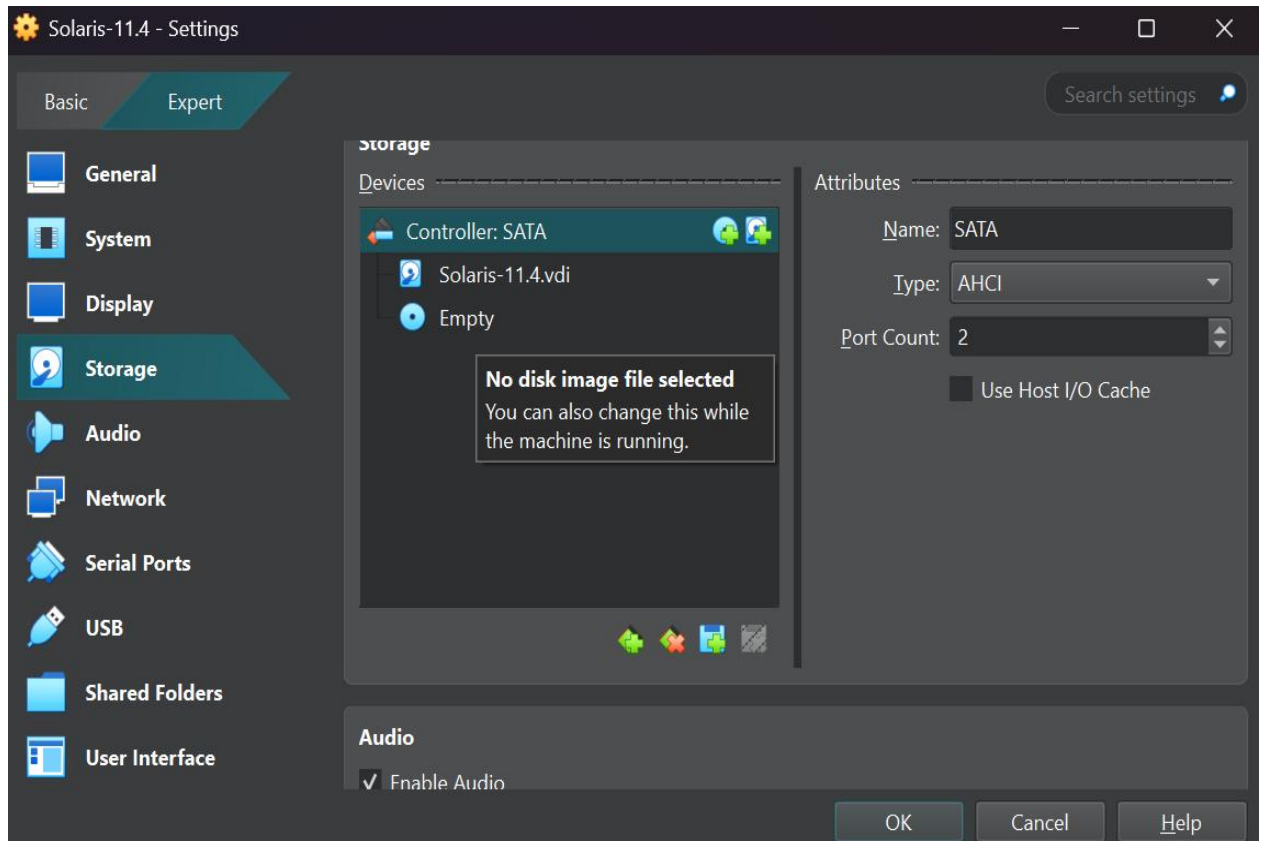 Solaris-11.4 - Settings
Basic Expert
Search settings
General
System
Display
Storage
Audio
Network
Serial Ports
USB
Shared Folders
User Interface
Storage
Devices
Controller: SATA
Solaris-11.4.vdi
Empty
No disk image file selected
You can also change this while
the machine is running.
Attributes
Name: SATA
Type: AHCI
Port Count: 2
Use Host I/O Cache
Audio
Enable Audio
OK Cancel Help